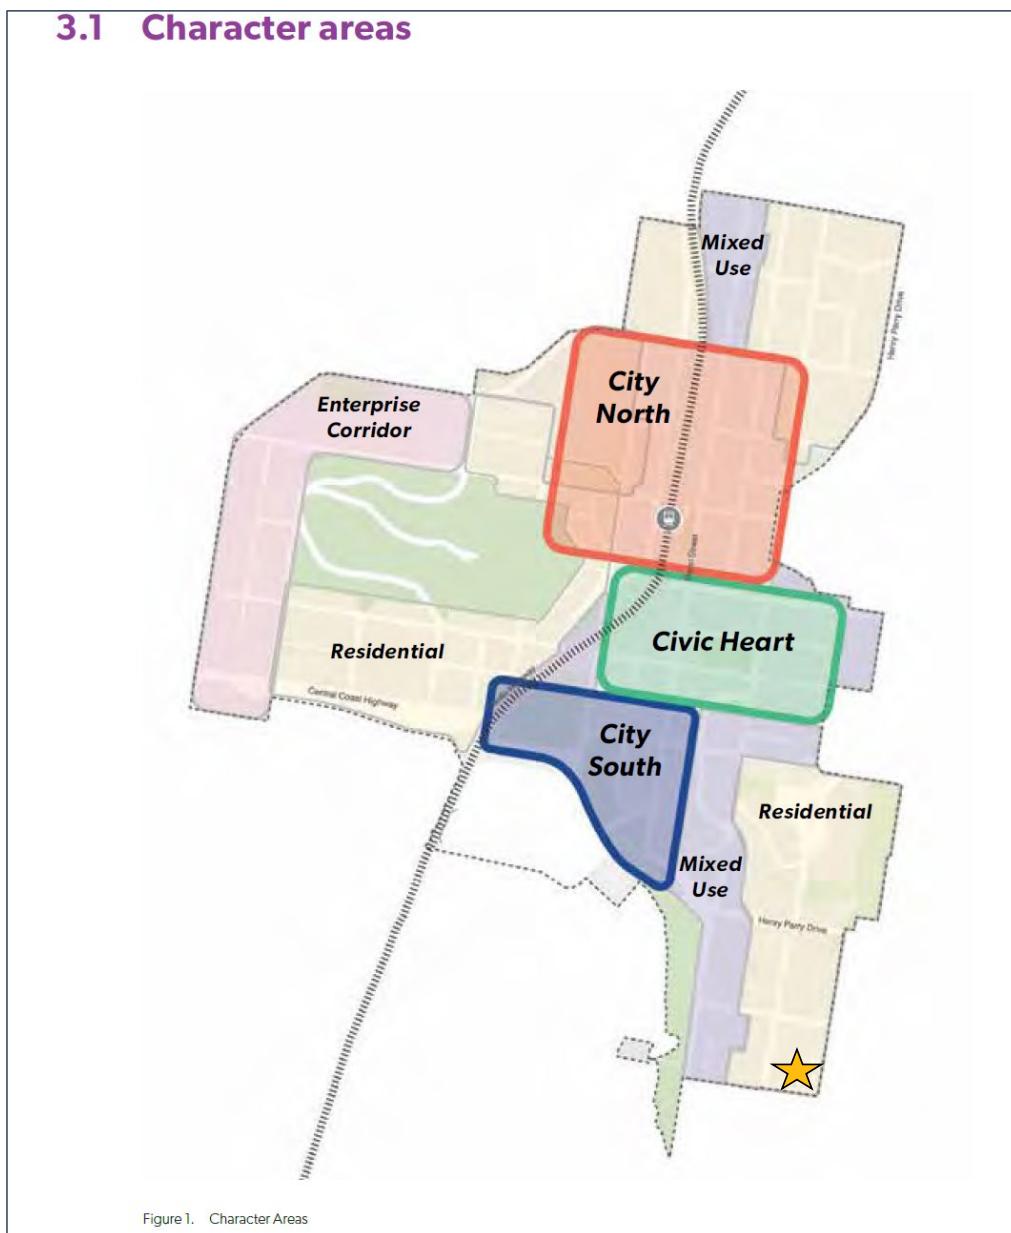 3.1 Character areas
Mixed
Use
Henry Parry Drive
City
North
Enterprise
Corridor
Civic Heart
Residential
Central Coast Highway
City
South
Residential
Mixed
Use
Henry Parry Drive
Figure 1. Character Areas